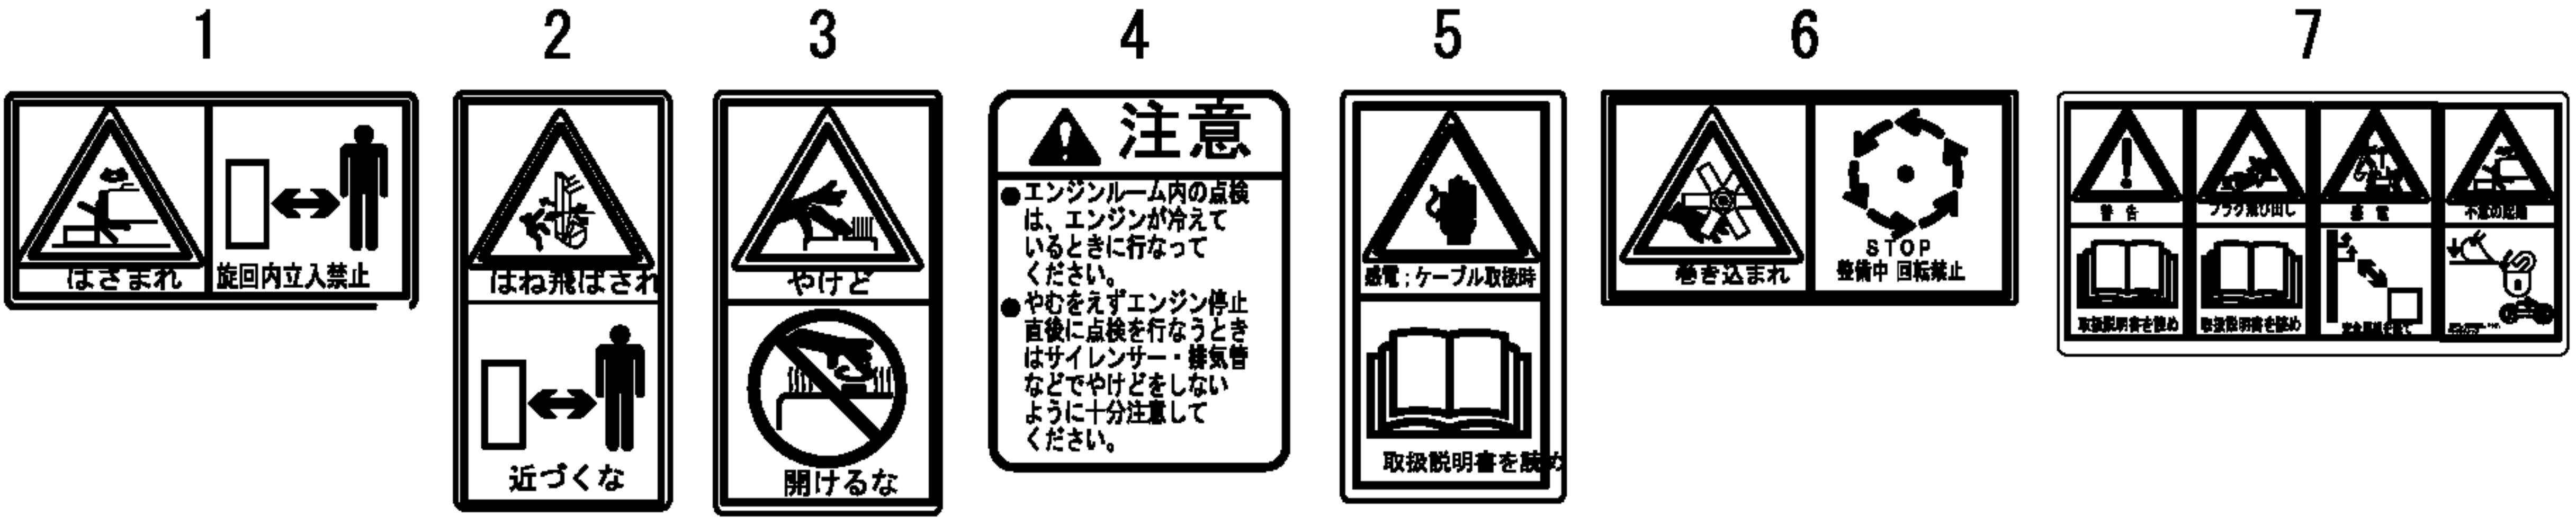 1 2 3 4 5 6 7
はさまれ
旋回内立入禁止
はね飛ばされ
近づくな
やけど
開けるな
注意
●エンジンルーム内の点検
は、エンジンが冷えて
いるときに行なって
ください。
●やむをえずエンジン停止
直後に点検を行なうとき
はサイレンサー・排気管
などでやけどをしない
ように十分注意して
ください。
感電;ケーブル取扱時
取扱説明書を読め
巻き込まれ
STOP
整備中 回転禁止
警告
プラグ飛び出し
感電
取扱説明書を読め
取扱説明書を読め